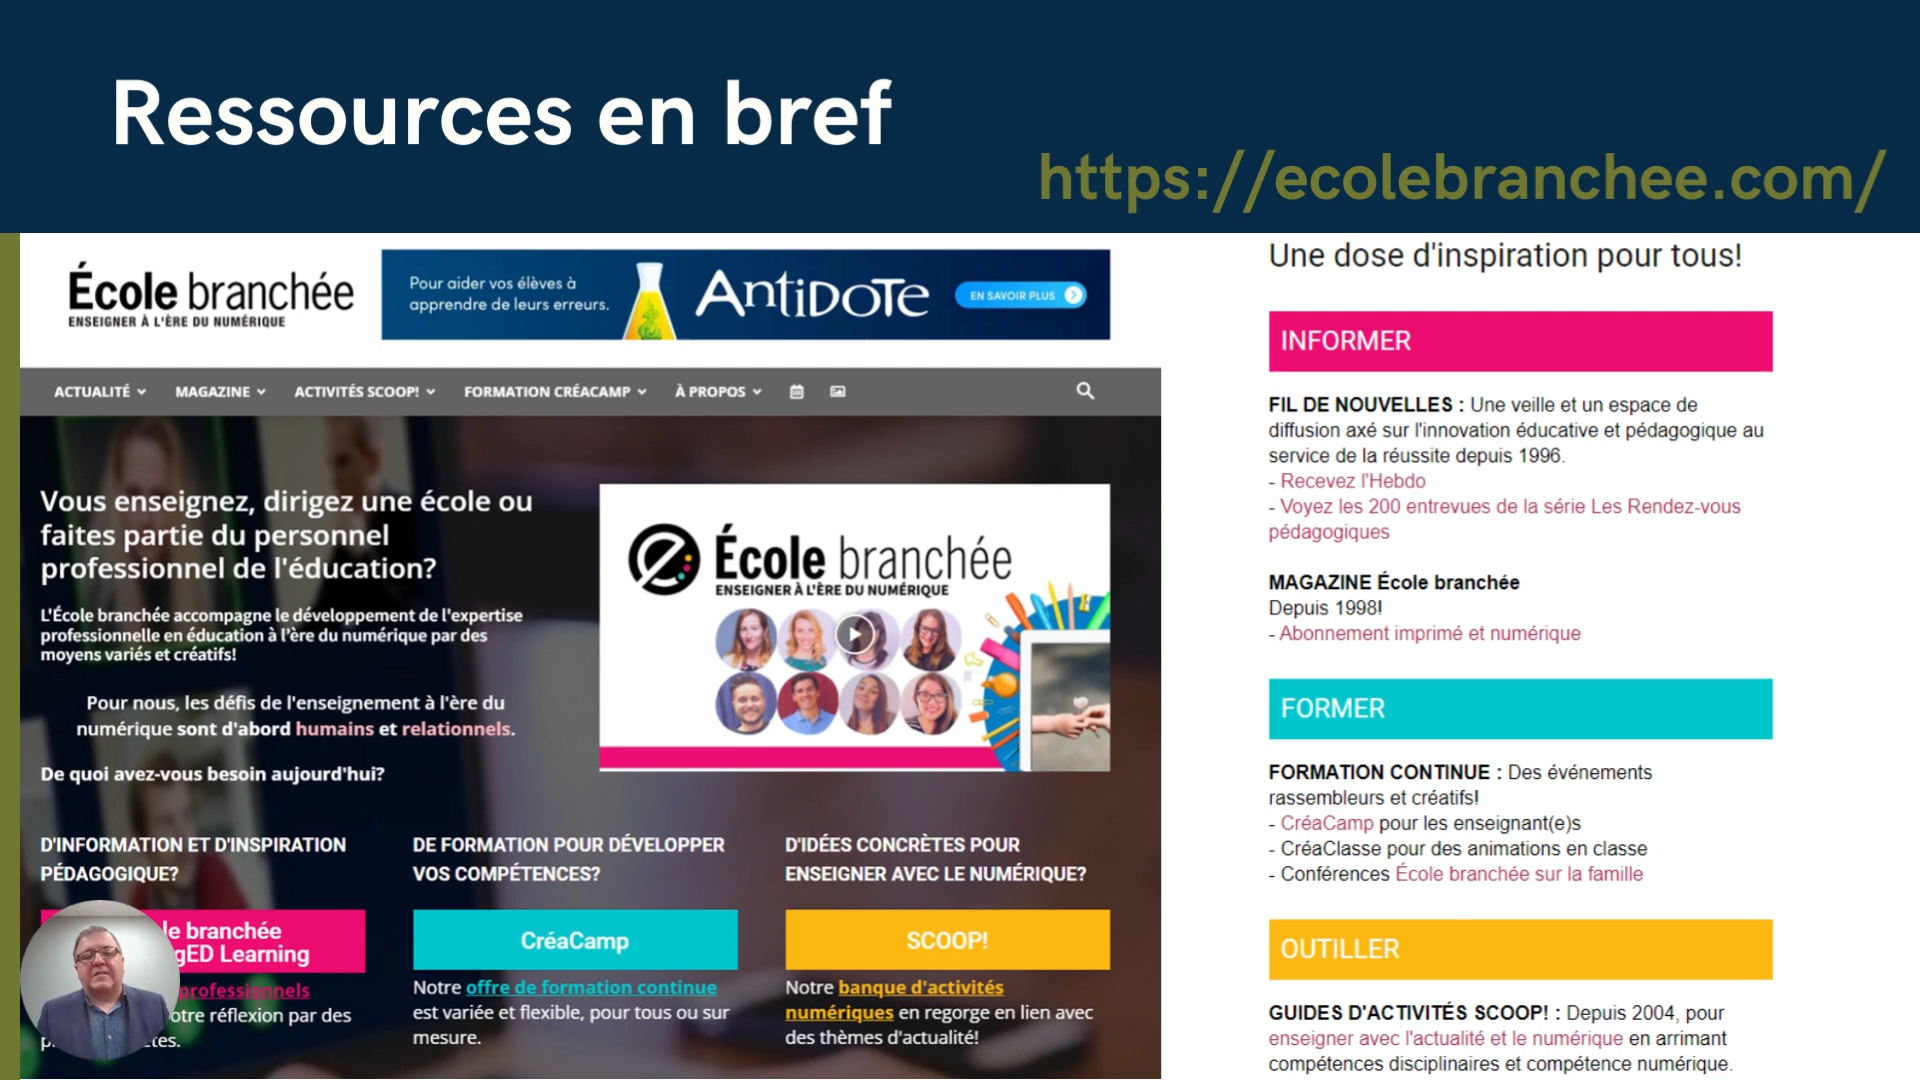 Ressources en bref
https://ecolebranchee.com/
École branchée
ENSEIGNER À L'ÈRE DU NUMÉRIQUE
Pour aider vos élèves à
apprendre de leurs erreurs.
Antidote
EN SAVOIR PLUS
ACTUALITÉ
MAGAZINE
ACTIVITÉS SCOOP!
FORMATION CRÉACAMP
À PROPOS
Vous enseignez, dirigez une école ou
faites partie du personnel
professionnel de l'éducation?
L'École branchée accompagne le développement de l'expertise
professionnelle en éducation à l'ère du numérique par des
moyens variés et créatifs!
Pour nous, les défis de l'enseignement à l'ère du
numérique sont d'abord humains et relationnels.
De quoi avez-vous besoin aujourd'hui?
École branchée
ENSEIGNER À L'ÈRE DU NUMÉRIQUE
D'INFORMATION ET D'INSPIRATION
PÉDAGOGIQUE?
le branchée
gED Learning
professionnels
otre réflexion par des
DE FORMATION POUR DÉVELOPPER
VOS COMPÉTENCES?
CréaCamp
Notre offre de formation continue
est variée et flexible, pour tous ou sur
mesure.
D'IDÉES CONCRÈTES POUR
ENSEIGNER AVEC LE NUMÉRIQUE?
SCOOP!
Notre banque d'activités
numériques en regorge en lien avec
des thèmes d'actualité!
Une dose d'inspiration pour tous!
INFORMER
FIL DE NOUVELLES : Une veille et un espace de
diffusion axé sur l'innovation éducative et pédagogique au
service de la réussite depuis 1996.
- Recevez l'Hebdo
- Voyez les 200 entrevues de la série Les Rendez-vous
pédagogiques
MAGAZINE École branchée
Depuis 1998!
- Abonnement imprimé et numérique
FORMER
FORMATION CONTINUE : Des événements
rassembleurs et créatifs!
- CréaCamp pour les enseignant(e)s
- CréaClasse pour des animations en classe
- Conférences École branchée sur la famille
OUTILLER
GUIDES D'ACTIVITÉS SCOOP! : Depuis 2004, pour
enseigner avec l'actualité et le numérique en arrimant
compétences disciplinaires et compétence numérique.